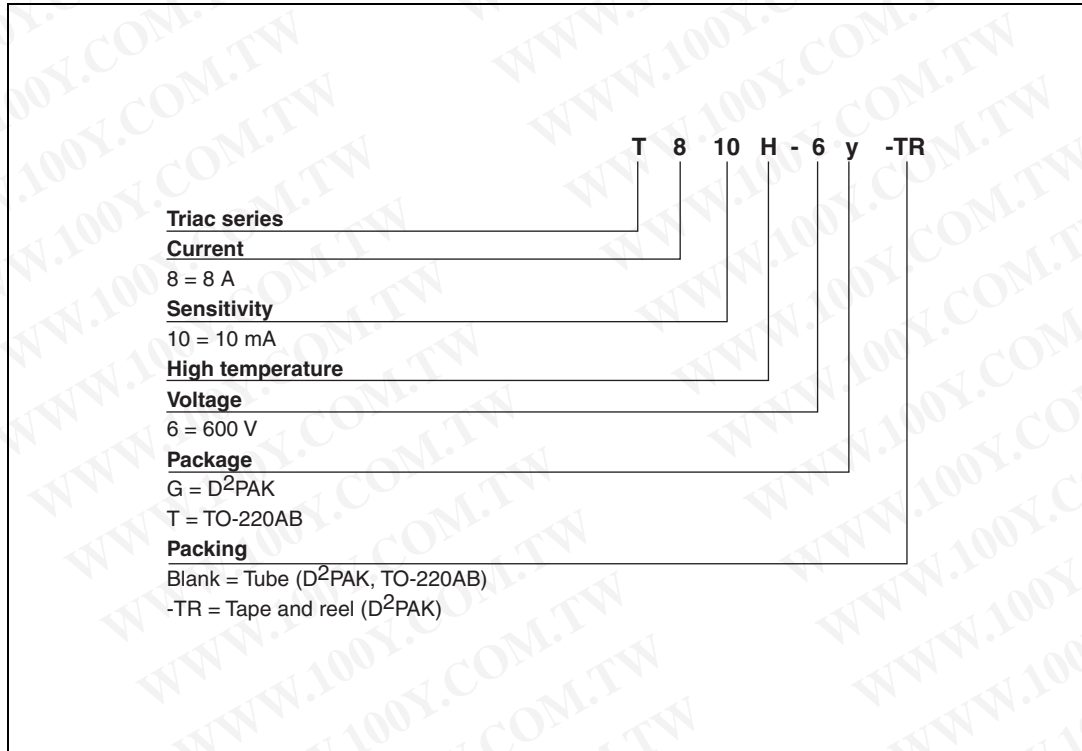 T 8 10 H - 6 y -TR
Triac series
Current
8 = 8 A
Sensitivity
10 = 10 mA
High temperature
Voltage
6 = 600 V
Package
G = D²PAK
T = TO-220AB
Packing
Blank = Tube (D²PAK, TO-220AB)
-TR = Tape and reel (D²PAK)
WWW.100Y.COM.TW